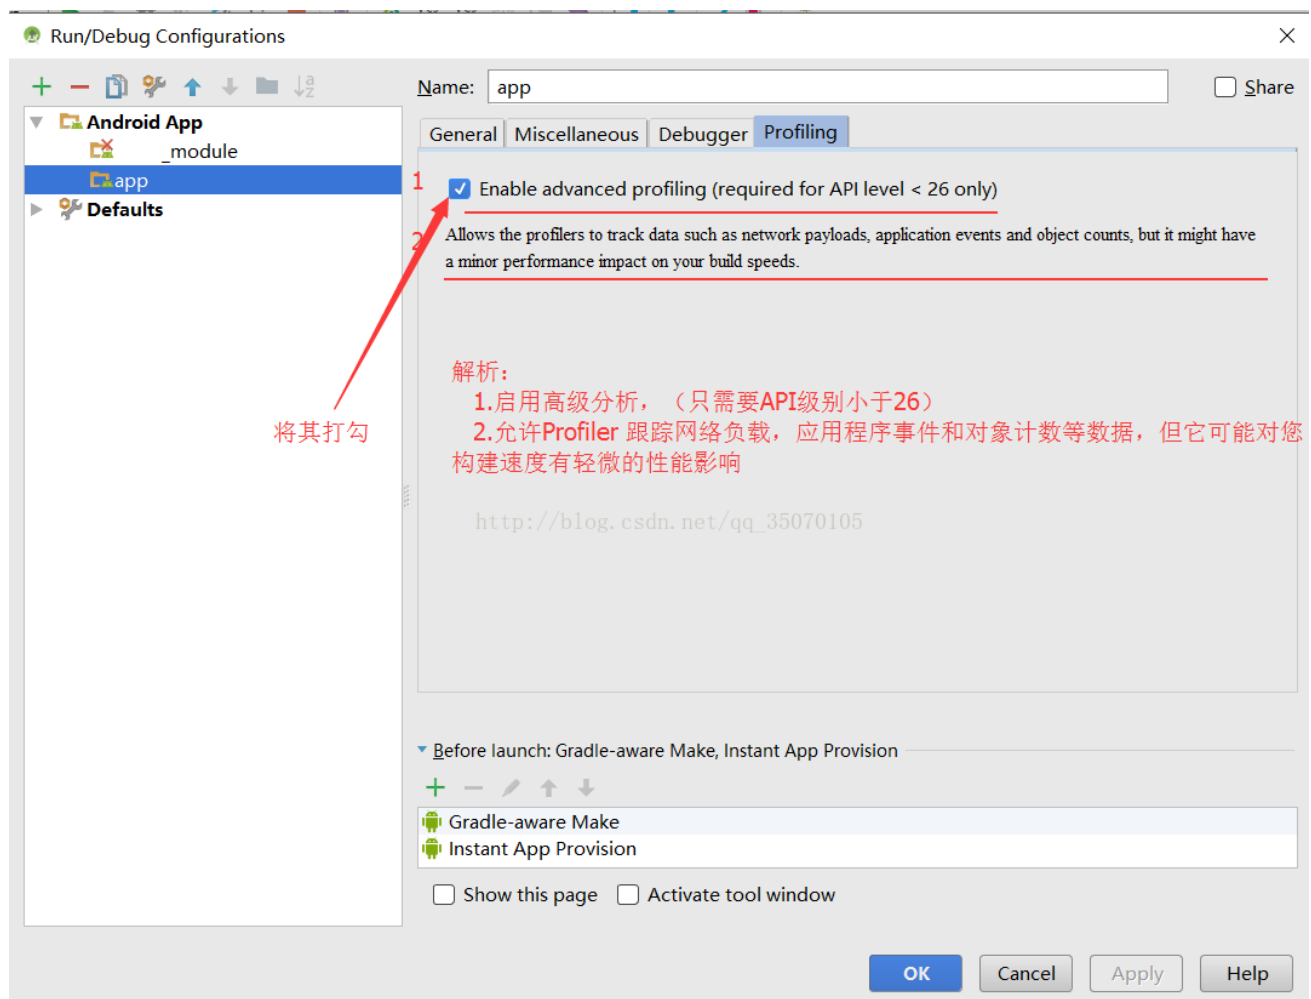 Run/Debug Configurations
Name: app
Share
Android App
_module
app
Defaults
General Miscellaneous Debugger Profiling
1
Enable advanced profiling (required for API level < 26 only)
2
Allows the profilers to track data such as network payloads, application events and object counts, but it might have
a minor performance impact on your build speeds.
将其打勾
解析：
1.启用高级分析，（只需要API级别小于26）
2.允许Profiler 跟踪网络负载，应用程序事件和对象计数等数据，但它可能对您
构建速度有轻微的性能影响
http://blog.csdn.net/qq_35070105
Before launch: Gradle-aware Make, Instant App Provision
Gradle-aware Make
Instant App Provision
Show this page Activate tool window
OK Cancel Apply Help